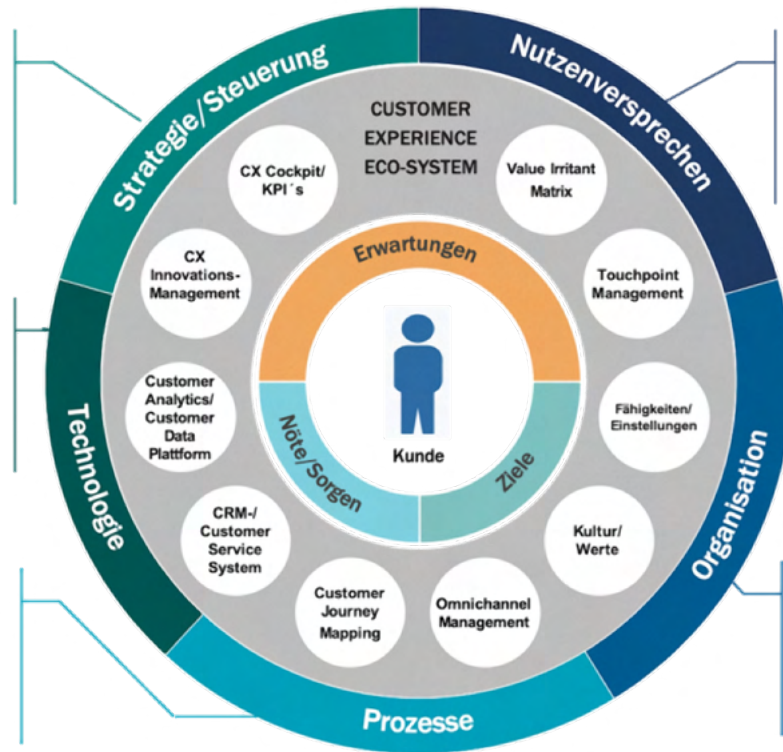 Strategie/Steuerung
Nutzenversprechen
CUSTOMER
EXPERIENCE
ECO-SYSTEM
CX Cockpit/
KPI´s
Value Irritant
Matrix
CX
Innovations-
Management
Touchpoint
Management
Erwartungen
Customer
Analytics/
Customer
Data
Plattform
Fähigkeiten/
Einstellungen
Kunde
Nöte/Sorgen
Ziele
Technologie
Organisation
CRM-/
Customer
Service
System
Kultur/
Werte
Customer
Journey
Mapping
Omnichannel
Management
Prozesse